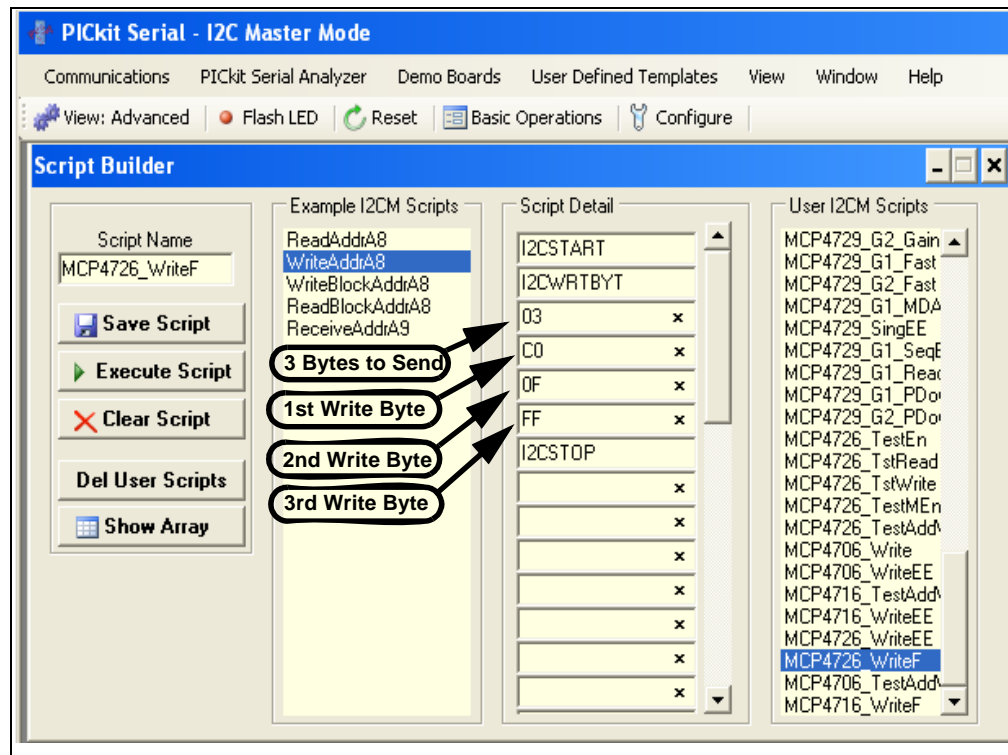 PICkit Serial - I2C Master Mode
Communications PICkit Serial Analyzer Demo Boards User Defined Templates View Window Help
View: Advanced Flash LED Reset Basic Operations Configure
Script Builder
Script Name
MCP4726_WriteF
Save Script
Execute Script
Clear Script
Del User Scripts
Show Array
Example I2CM Scripts
ReadAddrA8
WriteAddrA8
WriteBlockAddrA8
ReadBlockAddrA8
ReceiveAddrA9
3 Bytes to Send
1st Write Byte
2nd Write Byte
3rd Write Byte
Script Detail
I2CSTART
I2CWRTBYT
03
C0
0F
FF
I2CSTOP
User I2CM Scripts
MCP4729_G2_Gain
MCP4729_G1_Fast
MCP4729_G2_Fast
MCP4729_G1_MDA
MCP4729_SingEE
MCP4729_G1_SeqE
MCP4729_G1_Read
MCP4729_G1_PDo
MCP4729_G2_PDo
MCP4726_TestEn
MCP4726_TstRead
MCP4726_TstWrite
MCP4726_TestMEn
MCP4726_TestAdd
MCP4706_Write
MCP4706_WriteEE
MCP4716_TestAdd
MCP4716_WriteEE
MCP4726_WriteEE
MCP4726_WriteF
MCP4706_TestAdd
MCP4716_WriteF